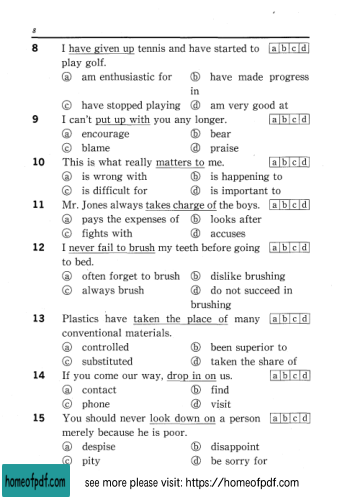 8
8 I have given up tennis and have started to a b c d
play golf.
ⓐ am enthusiastic for ⓑ have made progress
in
ⓒ have stopped playing ⓓ am very good at
9 I can't put up with you any longer. a b c d
ⓐ encourage ⓑ bear
ⓒ blame ⓓ praise
10 This is what really matters to me. a b c d
ⓐ is wrong with ⓑ is happening to
ⓒ is difficult for ⓓ is important to
11 Mr. Jones always takes charge of the boys. a b c d
ⓐ pays the expenses of ⓑ looks after
ⓒ fights with ⓓ accuses
12 I never fail to brush my teeth before going a b c d
to bed.
ⓐ often forget to brush ⓑ dislike brushing
ⓒ always brush ⓓ do not succeed in
brushing
13 Plastics have taken the place of many a b c d
conventional materials.
ⓐ controlled ⓑ been superior to
ⓒ substituted ⓓ taken the share of
14 If you come our way, drop in on us. a b c d
ⓐ contact ⓑ find
ⓒ phone ⓓ visit
15 You should never look down on a person a b c d
merely because he is poor.
ⓐ despise ⓑ disappoint
ⓒ pity ⓓ be sorry for
homeofpdf.com see more please visit: https://homeofpdf.com